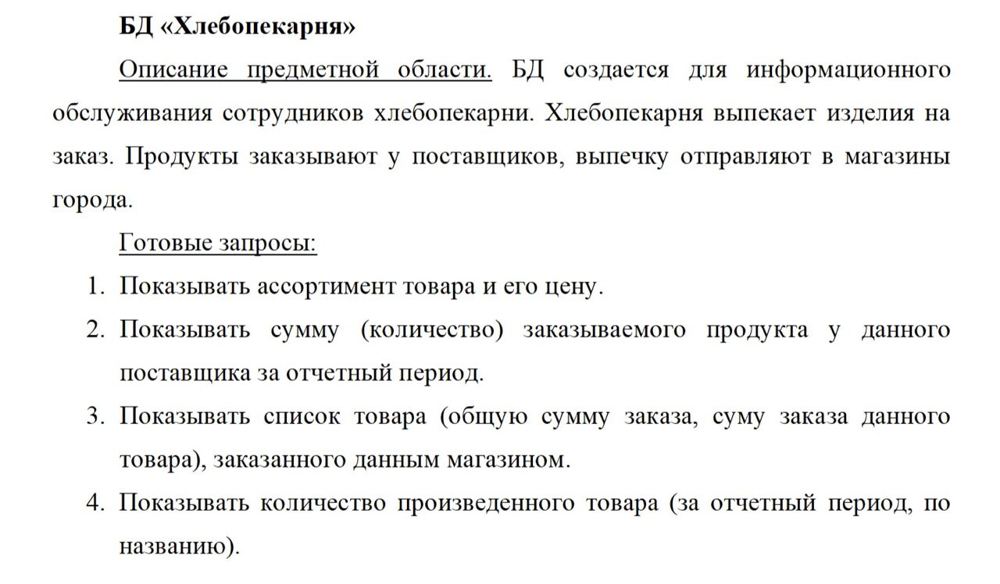 БД «Хлебопекарня»
Описание предметной области. БД создается для информационного
обслуживания сотрудников хлебопекарни. Хлебопекарня выпекает изделия на
заказ. Продукты заказывают у поставщиков, выпечку отправляют в магазины
города.
Готовые запросы:
1. Показывать ассортимент товара и его цену.
2. Показывать сумму (количество) заказываемого продукта у данного
поставщика за отчетный период.
3. Показывать список товара (общую сумму заказа, суму заказа данного
товара), заказанного данным магазином.
4. Показывать количество произведенного товара (за отчетный период, по
названию).